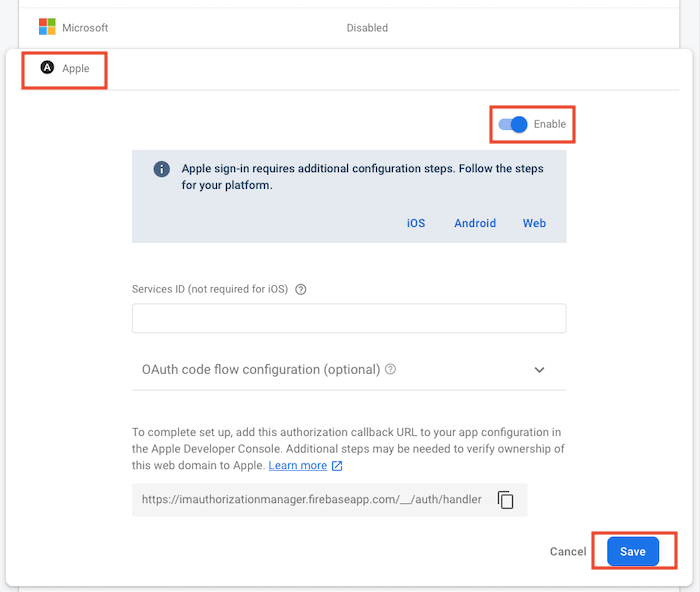 Microsoft Disabled
Apple
Enable
Apple sign-in requires additional configuration steps. Follow the steps
for your platform.
iOS Android Web
Services ID (not required for iOS)
OAuth code flow configuration (optional)
To complete set up, add this authorization callback URL to your app configuration in
the Apple Developer Console. Additional steps may be needed to verify ownership of
this web domain to Apple. Learn more
https://imauthorizationmanager.firebaseapp.com/__/auth/handler
Cancel Save